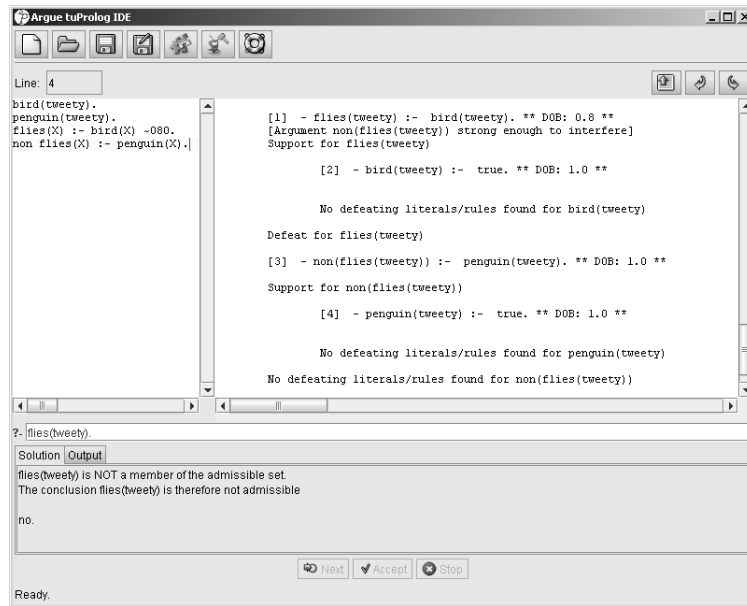 Argue tuProlog IDE
Line: 4
bird(tweety).
penguin(tweety).
flies(X) :- bird(X) ~080.
non flies(X) :- penguin(X).
[1] - flies(tweety) :- bird(tweety). ** DOB: 0.8 **
[Argument non(flies(tweety)) strong enough to interfere]
Support for flies(tweety)
[2] - bird(tweety) :- true. ** DOB: 1.0 **
No defeating literals/rules found for bird(tweety)
Defeat for flies(tweety)
[3] - non(flies(tweety)) :- penguin(tweety). ** DOB: 1.0 **
Support for non(flies(tweety))
[4] - penguin(tweety) :- true. ** DOB: 1.0 **
No defeating literals/rules found for penguin(tweety)
No defeating literals/rules found for non(flies(tweety))
?- flies(tweety).
Solution Output
flies(tweety) is NOT a member of the admissible set.
The conclusion flies(tweety) is therefore not admissible
no.
Next Accept Stop
Ready.